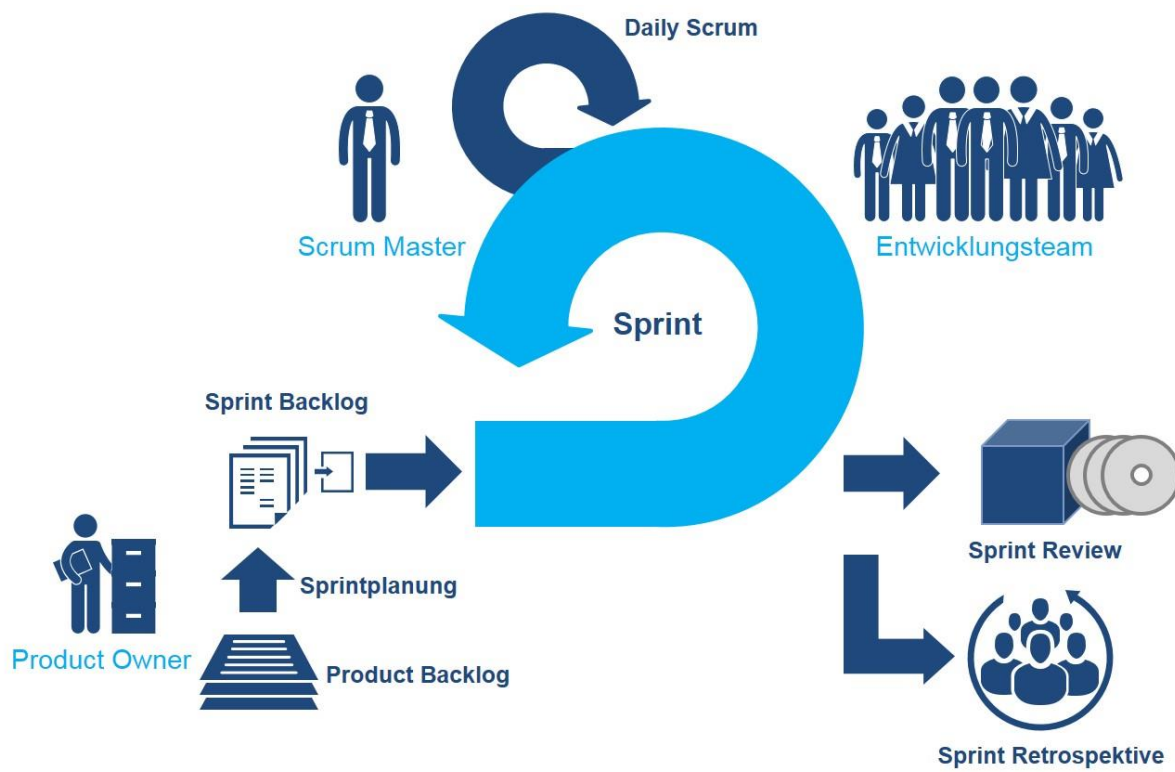 Daily Scrum
Scrum Master
Entwicklungsteam
Sprint
Sprint Backlog
Sprintplanung
Product Owner
Product Backlog
Sprint Review
Sprint Retrospektive